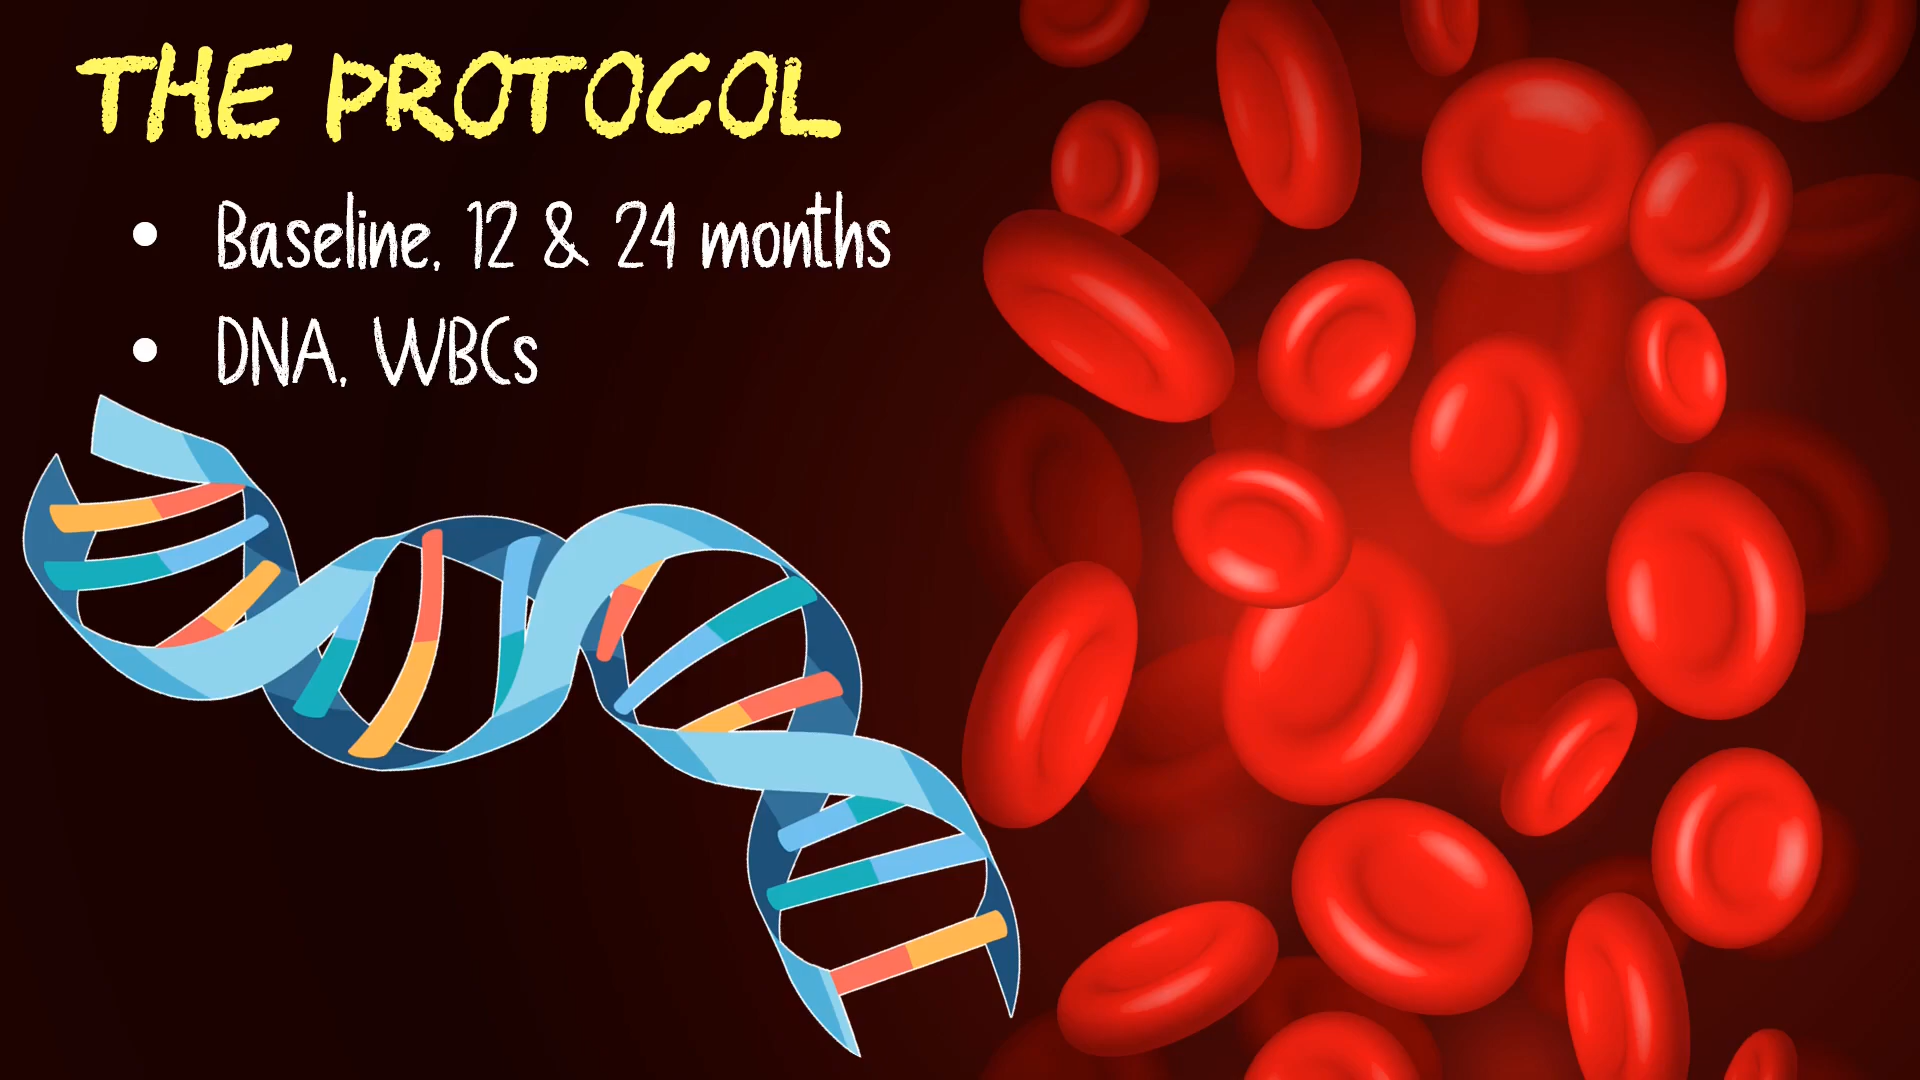 THE PROTOCOL
• Baseline, 12 & 24 months
• DNA, WBCs